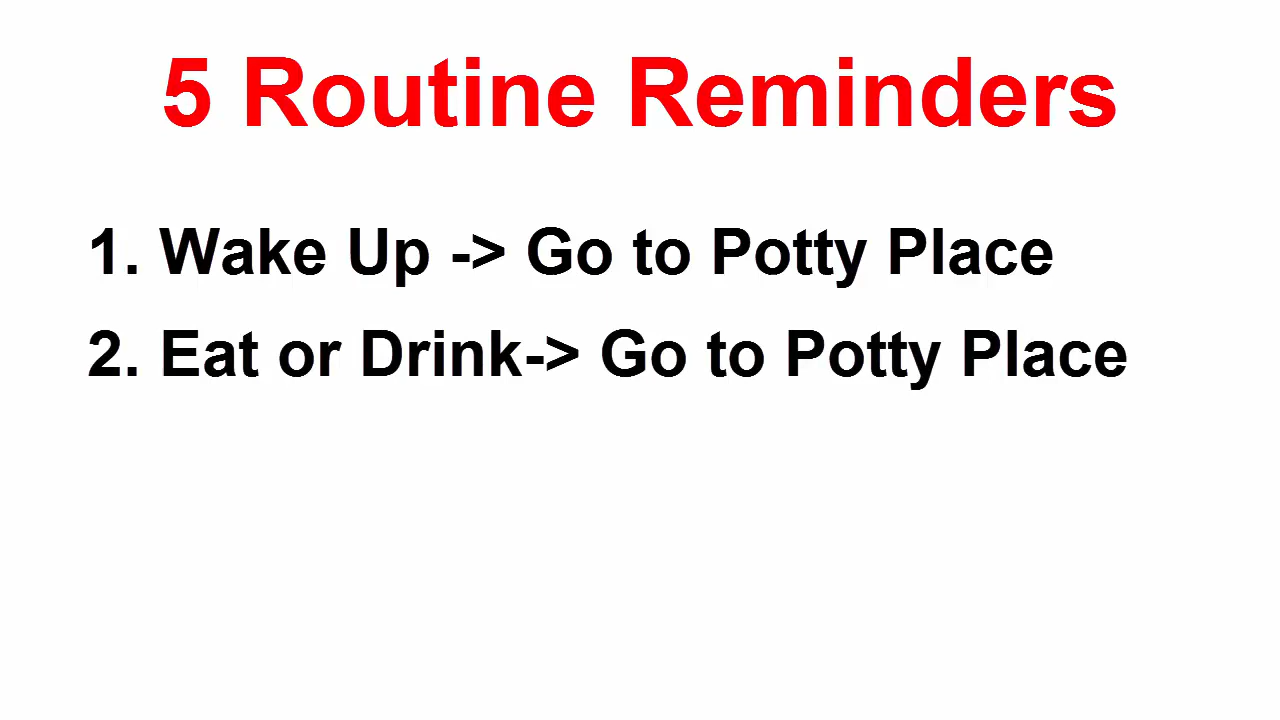 5 Routine Reminders
1. Wake Up -> Go to Potty Place
2. Eat or Drink-> Go to Potty Place